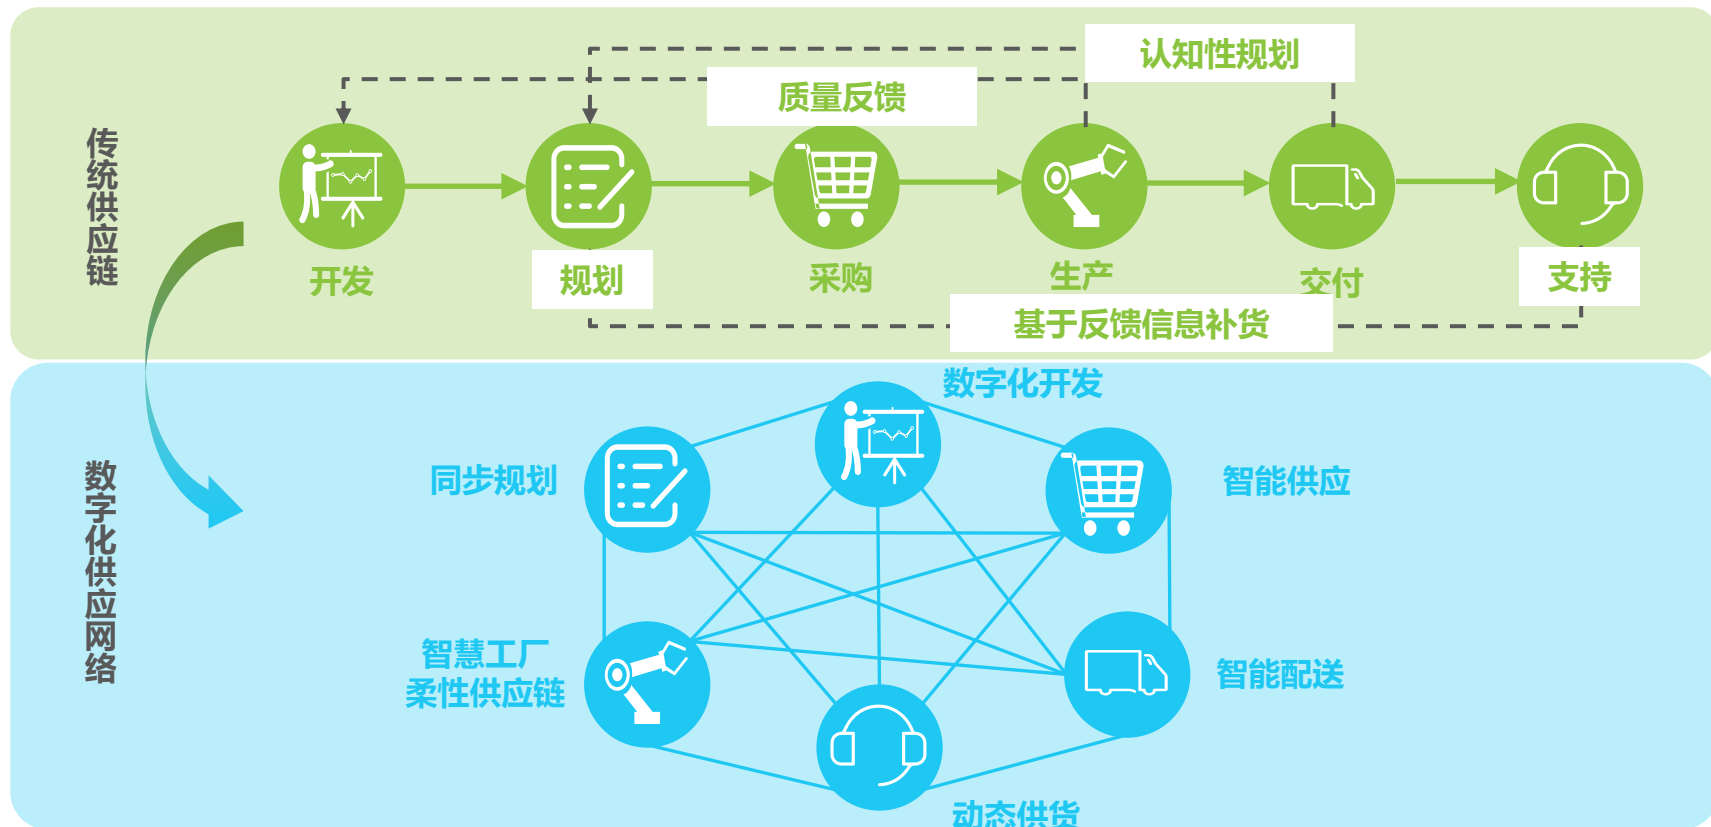 认知性规划
质量反馈
传统供应链
开发
规划
采购
生产
交付
支持
基于反馈信息补货
数字化开发
同步规划
智能供应
数字化供应网络
智慧工厂
柔性供应链
智能配送
动态供货